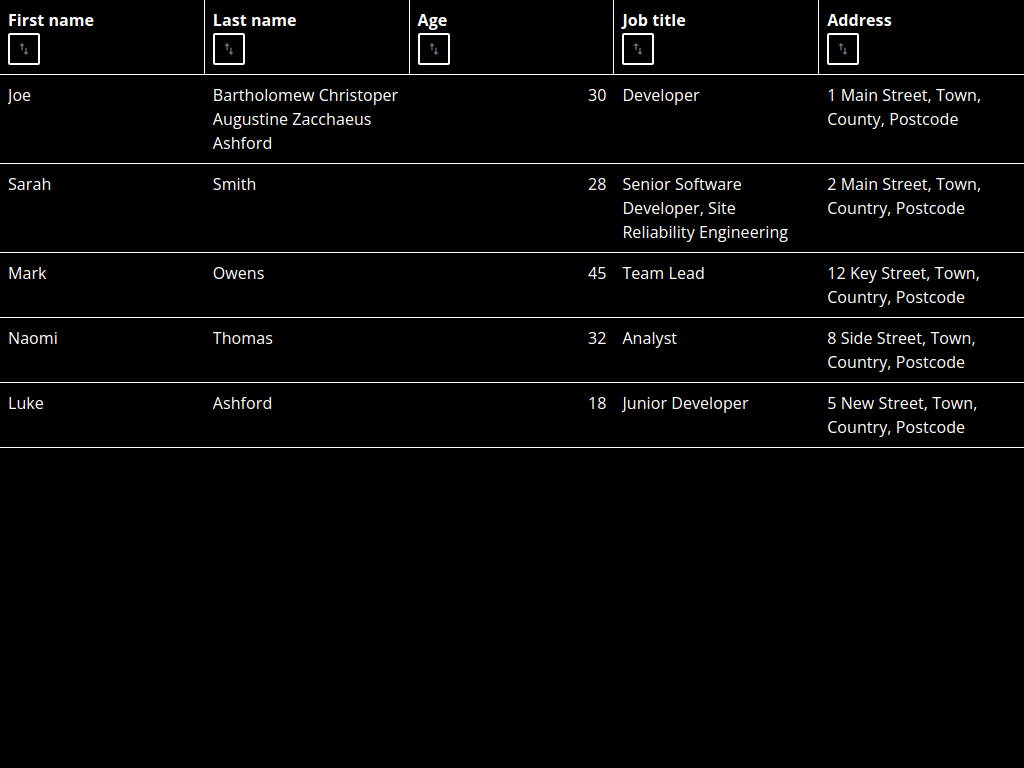 First name Last name Age Job title Address
Joe Bartholomew Christoper 30 Developer 1 Main Street, Town,
Augustine Zacchaeus County, Postcode
Ashford
Sarah Smith 28 Senior Software 2 Main Street, Town,
Developer, Site Country, Postcode
Reliability Engineering
Mark Owens 45 Team Lead 12 Key Street, Town,
Country, Postcode
Naomi Thomas 32 Analyst 8 Side Street, Town,
Country, Postcode
Luke Ashford 18 Junior Developer 5 New Street, Town,
Country, Postcode